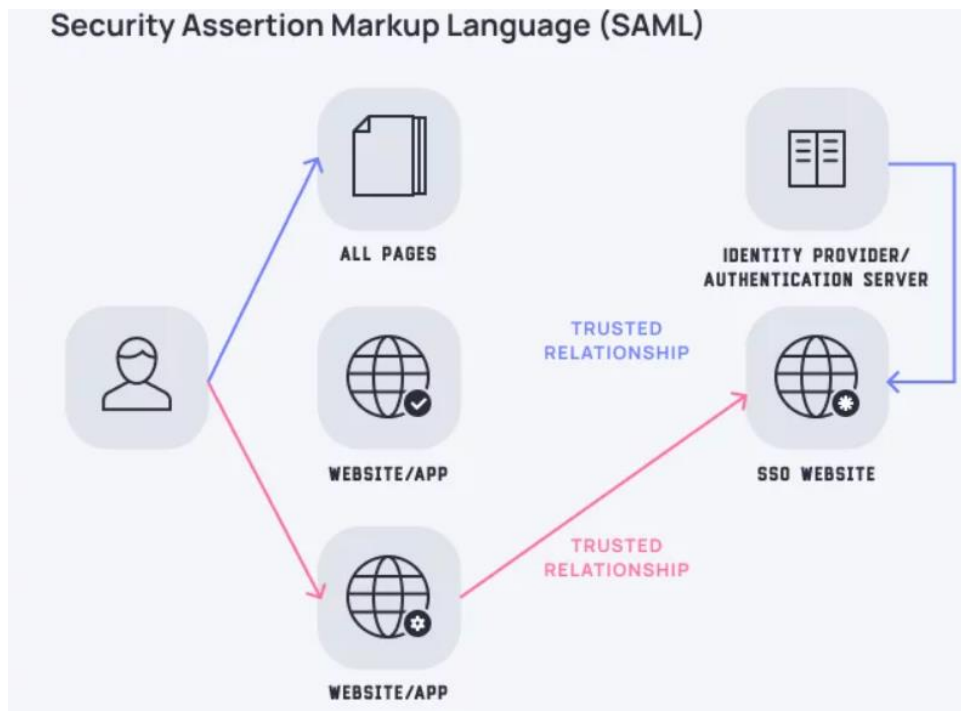 Security Assertion Markup Language (SAML)
ALL PAGES
IDENTITY PROVIDER/
AUTHENTICATION SERVER
TRUSTED
RELATIONSHIP
WEBSITE/APP
SSO WEBSITE
TRUSTED
RELATIONSHIP
WEBSITE/APP